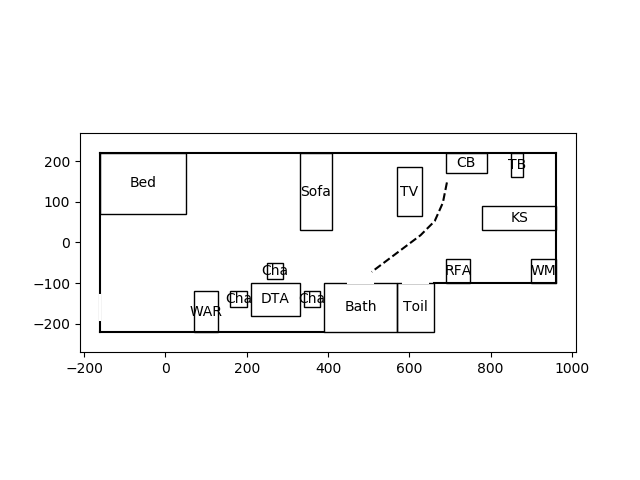 200
100
0
−100
−200
Bed
Sofa
TV
CB
TB
KS
Cha
RFA
WM
WAR
Cha
DTA
Cha
Bath
Toil
−200
0
200
400
600
800
1000